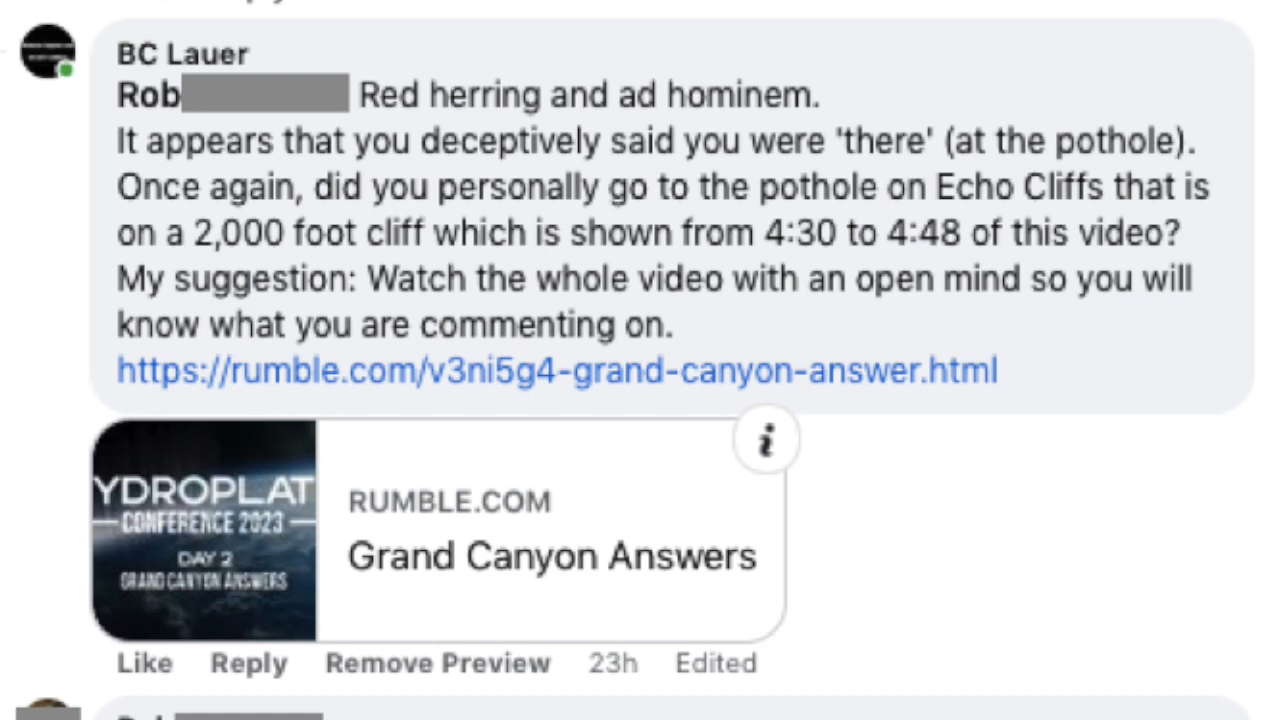 BC Lauer
Rob Red herring and ad hominem.
It appears that you deceptively said you were 'there' (at the pothole).
Once again, did you personally go to the pothole on Echo Cliffs that is
on a 2,000 foot cliff which is shown from 4:30 to 4:48 of this video?
My suggestion: Watch the whole video with an open mind so you will
know what you are commenting on.
https://rumble.com/v3ni5g4-grand-canyon-answer.html
i
YDROPLAT
CONFERENCE 2023
DAY 2
GRAND CANYON ANSWERS
RUMBLE.COM
Grand Canyon Answers
Like Reply Remove Preview 23h Edited